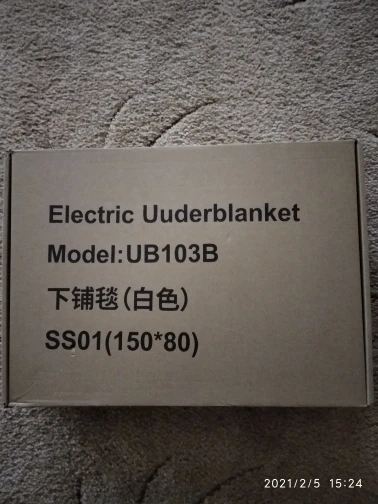 Electric Uuderblanket
Model:UB103B
下铺毯(白色)
SS01(150*80)
2021/2/5 15:24